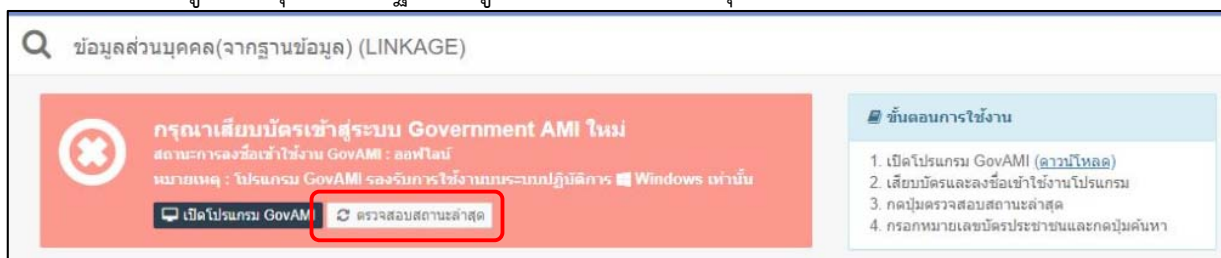 ข้อมูลส่วนบุคคล(จากฐานข้อมูล) (LINKAGE)
กรุณาเสียบบัตรเข้าสู่ระบบ Government AMI ใหม่
สถานะการลงชื่อเข้าใช้งาน GovAMI : ออฟไลน์
หมายเหตุ : โปรแกรม GovAMI รองรับการใช้งานบนระบบปฏิบัติการ Windows เท่านั้น
เปิดโปรแกรม GovAMI
ตรวจสอบสถานะล่าสุด
ขั้นตอนการใช้งาน
1. เปิดโปรแกรม GovAMI (ดาวน์โหลด)
2. เสียบบัตรและลงชื่อเข้าใช้งานโปรแกรม
3. กดปุ่มตรวจสอบสถานะล่าสุด
4. กรอกหมายเลขบัตรประชาชนและกดปุ่มค้นหา